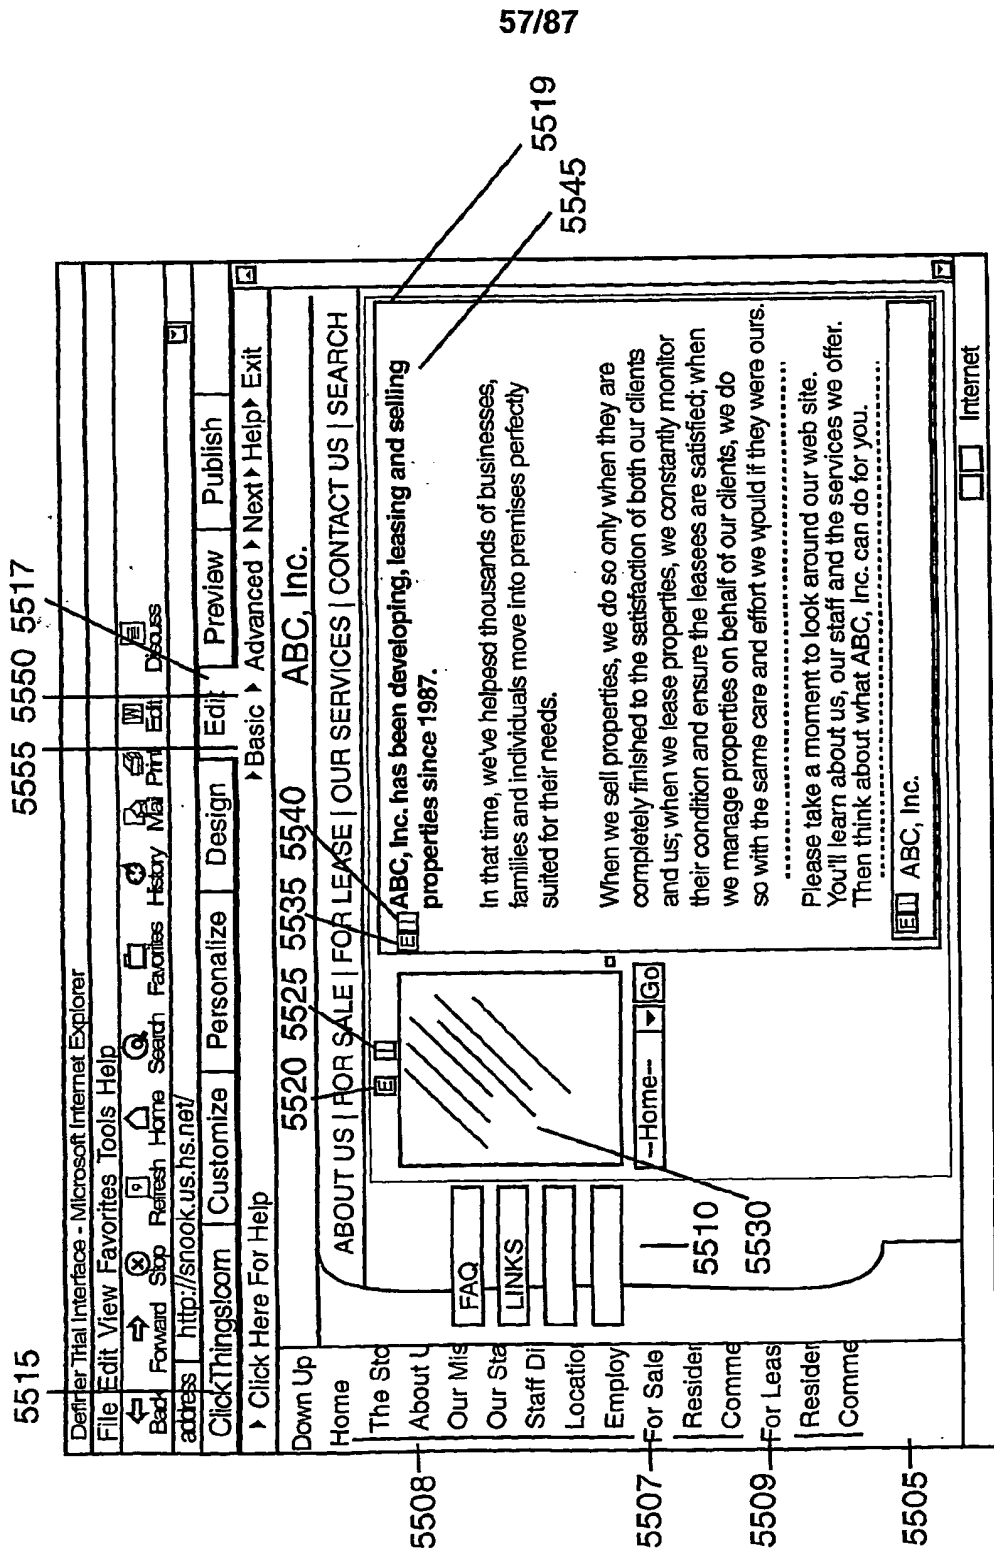 57/87
5515
5555 5550 5517
Definer Trial Interface - Microsoft Internet Explorer
File Edit View Favorites Tools Help
Back Forward Stop Refresh Home Search Favorites History Mail Print Edit Discuss
address http://snook.us.hs.net/
ClickThings!com Customize Personalize Design Edit Preview Publish
Click Here For Help Basic Advanced Next Help Exit
5520 5525 5535 5540
Down Up ABC, Inc.
ABOUT US | FOR SALE | FOR LEASE | OUR SERVICES | CONTACT US | SEARCH
Home
The Sto
About U
Our Mis
Our Sta
Staff Di
Locatio
Employ
For Sale
Residen
Comme
For Leas
Residen
Comme
FAQ
LINKS
E I
--Home-- Go
E I ABC, Inc. has been developing, leasing and selling
properties since 1987.
In that time, we've helpesd thousands of businesses,
families and individuals move into premises perfectly
suited for their needs.
When we sell properties, we do so only when they are
completely finished to the satisfaction of both our clients
and us; when we lease properties, we constantly monitor
their condition and ensure the leasees are satisfied; when
we manage properties on behalf of our clients, we do
so with the same care and effort we would if they were ours.
Please take a moment to look around our web site.
You'll learn about us, our staff and the services we offer.
Then think about what ABC, Inc. can do for you.
E I ABC, Inc.
Internet
5519
5545
5510
5530
5508
5507
5509
5505